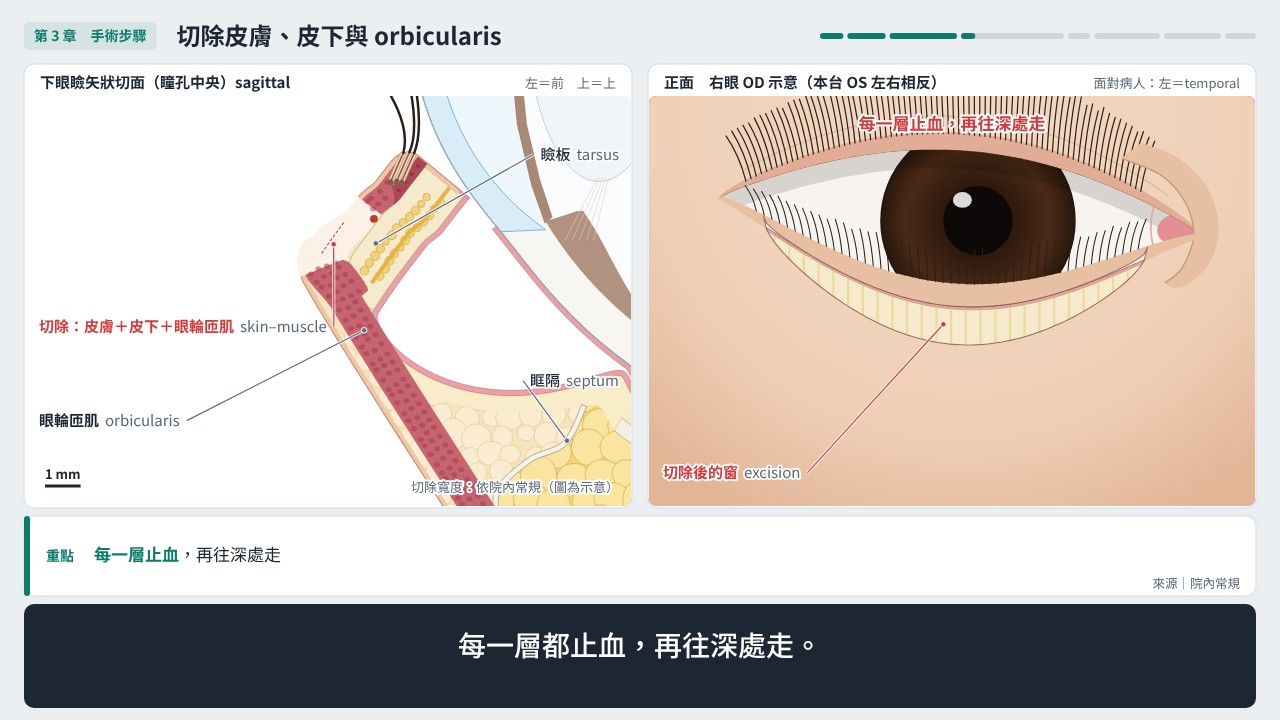 第 3 章　手術步驟
切除皮膚、皮下與 orbicularis
下眼瞼矢狀切面（瞳孔中央）sagittal
左＝前　上＝上
瞼板 tarsus
切除：皮膚＋皮下＋眼輪匝肌 skin–muscle
眶隔 septum
眼輪匝肌 orbicularis
1 mm
切除寬度：依院內常規（圖為示意）
正面　右眼 OD 示意（本台 OS 左右相反）
面對病人：左＝temporal
每一層止血，再往深處走
切除後的窗 excision
重點　每一層止血，再往深處走
來源｜院內常規
每一層都止血，再往深處走。